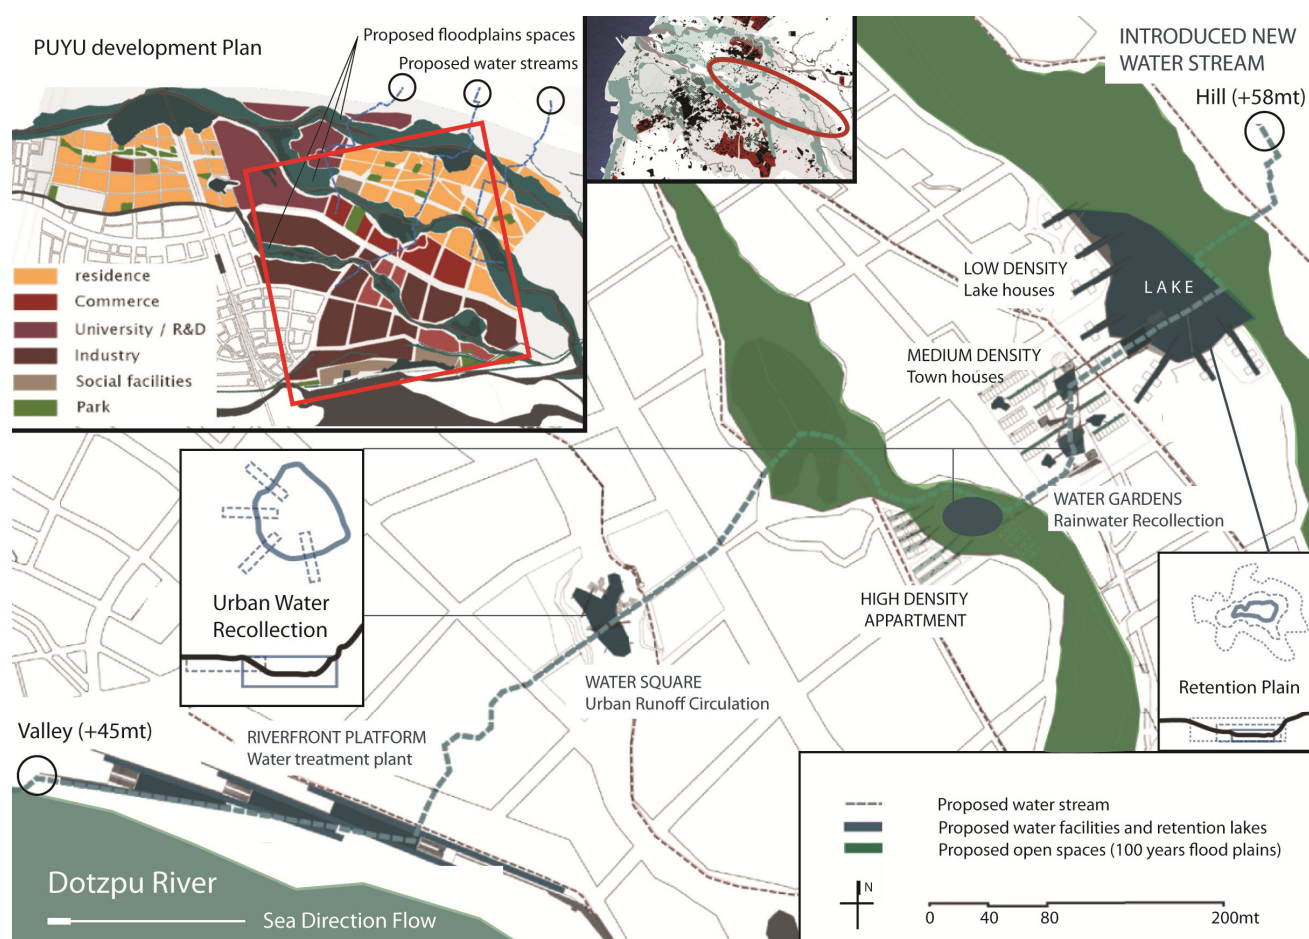 PUYU development Plan
Proposed floodplains spaces
Proposed water streams
residence
Commerce
University / R&D
Industry
Social facilities
Park
INTRODUCED NEW
WATER STREAM
Hill (+58mt)
LOW DENSITY
Lake houses
LAKE
MEDIUM DENSITY
Town houses
WATER GARDENS
Rainwater Recollection
HIGH DENSITY
APPARTMENT
Urban Water
Recollection
WATER SQUARE
Urban Runoff Circulation
Retention Plain
Valley (+45mt)
RIVERFRONT PLATFORM
Water treatment plant
Dotzpu River
Sea Direction Flow
Proposed water stream
Proposed water facilities and retention lakes
Proposed open spaces (100 years flood plains)
N
0 40 80 200mt